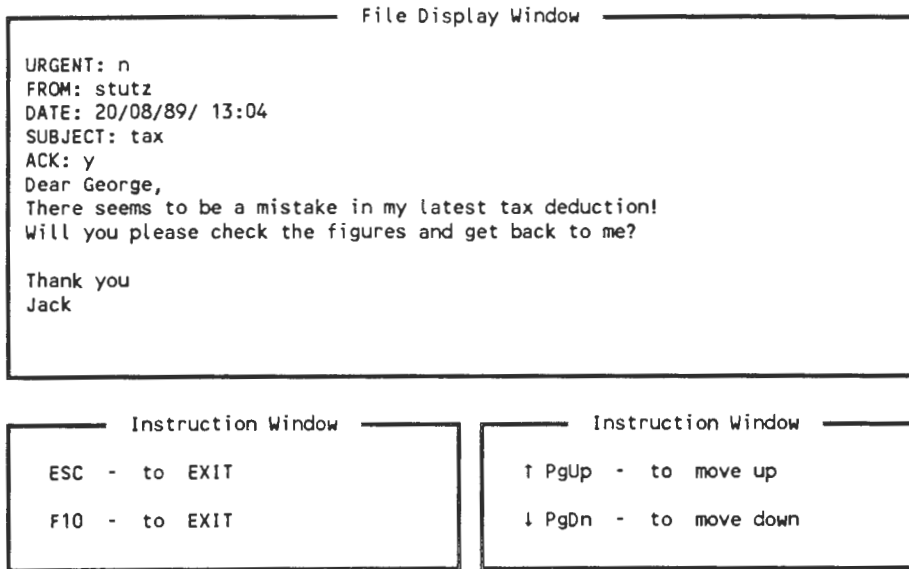 File Display Window
URGENT: n
FROM: stutz
DATE: 20/08/89/ 13:04
SUBJECT: tax
ACK: y
Dear George,
There seems to be a mistake in my latest tax deduction!
Will you please check the figures and get back to me?
Thank you
Jack
Instruction Window
ESC - to EXIT
F10 - to EXIT
Instruction Window
↑ PgUp - to move up
↓ PgDn - to move down